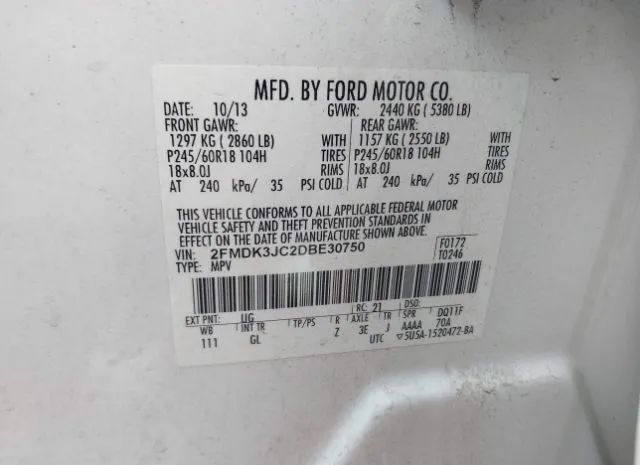 MFD. BY FORD MOTOR CO.
DATE: 10/13 GVWR: 2440 KG ( 5380 LB)
FRONT GAWR: REAR GAWR:
1297 KG ( 2860 LB) WITH 1157 KG ( 2550 LB) WITH
P245/60R18 104H TIRES P245/60R18 104H TIRES
18x8.0J RIMS 18x8.0J RIMS
AT 240 kPa/ 35 PSI COLD AT 240 kPa/ 35 PSI COLD
THIS VEHICLE CONFORMS TO ALL APPLICABLE FEDERAL MOTOR
VEHICLE SAFETY AND THEFT PREVENTION STANDARDS IN
EFFECT ON THE DATE OF MANUFACTURE SHOWN ABOVE.
VIN: 2FMDK3JC2DBE30750 F0172
TYPE: MPV T0246
EXT PNT: UG RC: 21 DSO:
WB INT TR TP/PS R AXLE TR SPR DQ11F
111 GL Z 3E J AAAA 70A
UTC 5U5A-1520472-BA